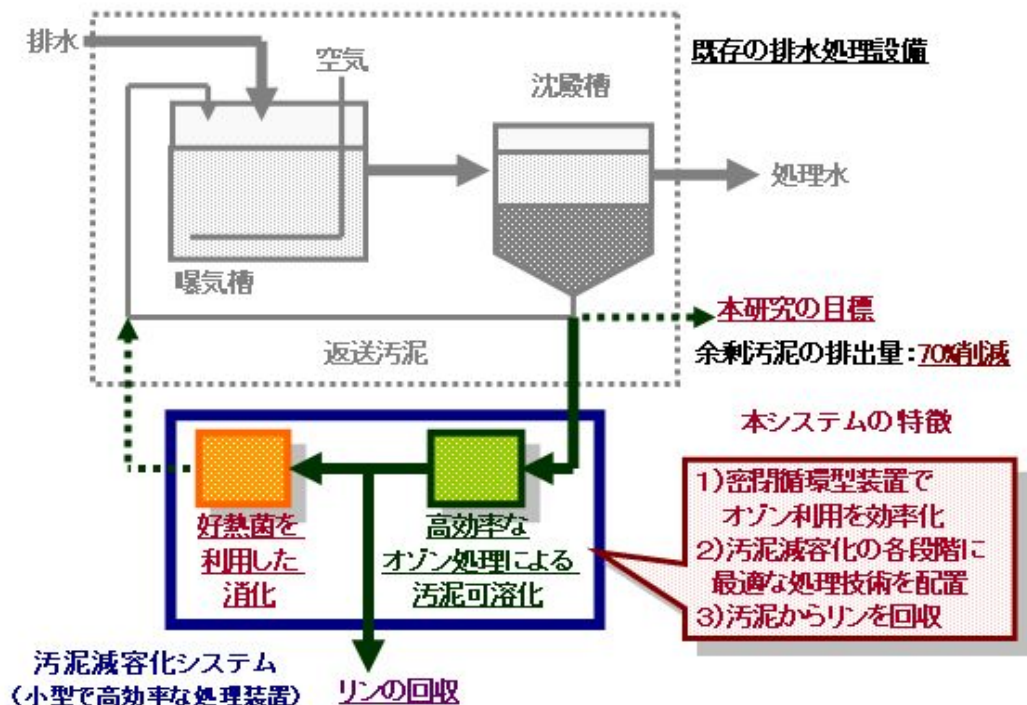 排水
空気
既存の排水処理設備
沈殿槽
処理水
曝気槽
本研究の目標
返送汚泥
余剰汚泥の排出量:70%削減
本システムの特徴
1)密閉循環型装置で
オゾン利用を効率化
2)汚泥減容化の各段階に
最適な処理技術を配置
3)汚泥からリンを回収
好熱菌を
利用した
消化
高効率な
オゾン処理による
汚泥可溶化
汚泥減容化システム
(小型で高効率な処理装置)
リンの回収